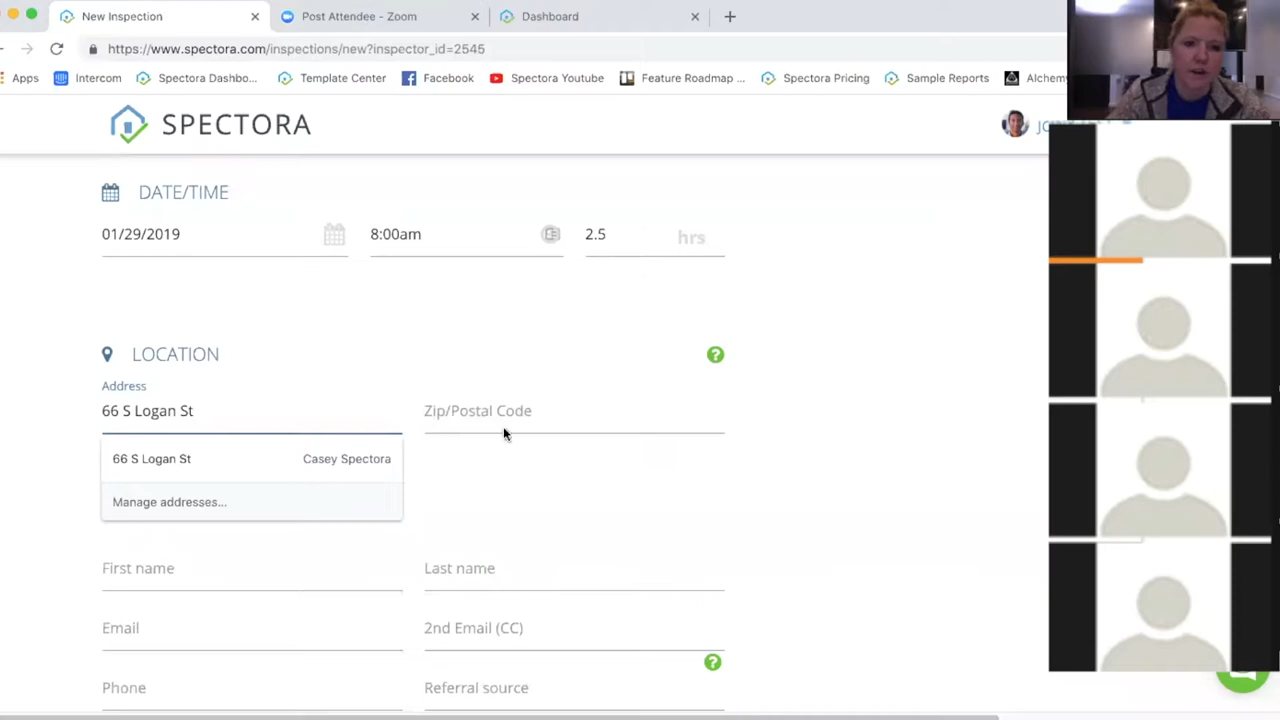 New Inspection
Post Attendee - Zoom
Dashboard
https://www.spectora.com/inspections/new?inspector_id=2545
Apps
Intercom
Spectora Dashbo...
Template Center
Facebook
Spectora Youtube
Feature Roadmap ...
Spectora Pricing
Sample Reports
Alchem
SPECTORA
DATE/TIME
01/29/2019
8:00am
2.5
hrs
LOCATION
?
Address
66 S Logan St
Zip/Postal Code
66 S Logan St
Casey Spectora
Manage addresses...
First name
Last name
Email
2nd Email (CC)
?
Phone
Referral source